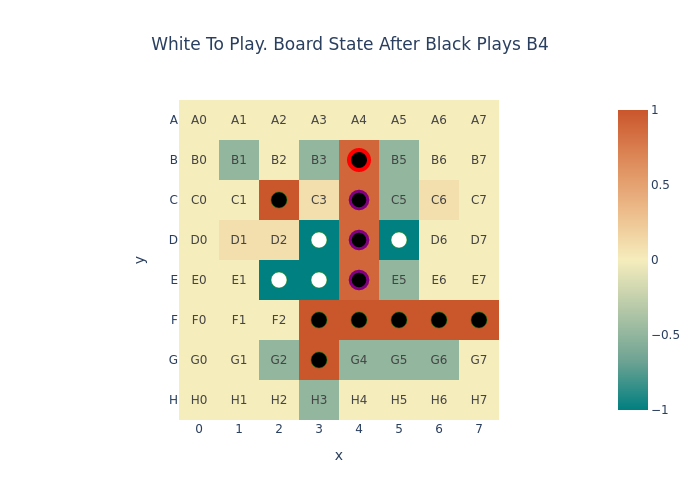 White To Play. Board State After Black Plays B4
A A0 A1 A2 A3 A4 A5 A6 A7
B B0 B1 B2 B3 B5 B6 B7
C C0 C1 C3 C5 C6 C7
D D0 D1 D2 D6 D7
E E0 E1 E5 E6 E7
F F0 F1 F2
G G0 G1 G2 G4 G5 G6 G7
H H0 H1 H2 H3 H4 H5 H6 H7
0 1 2 3 4 5 6 7
x
y
1
0.5
0
−0.5
−1